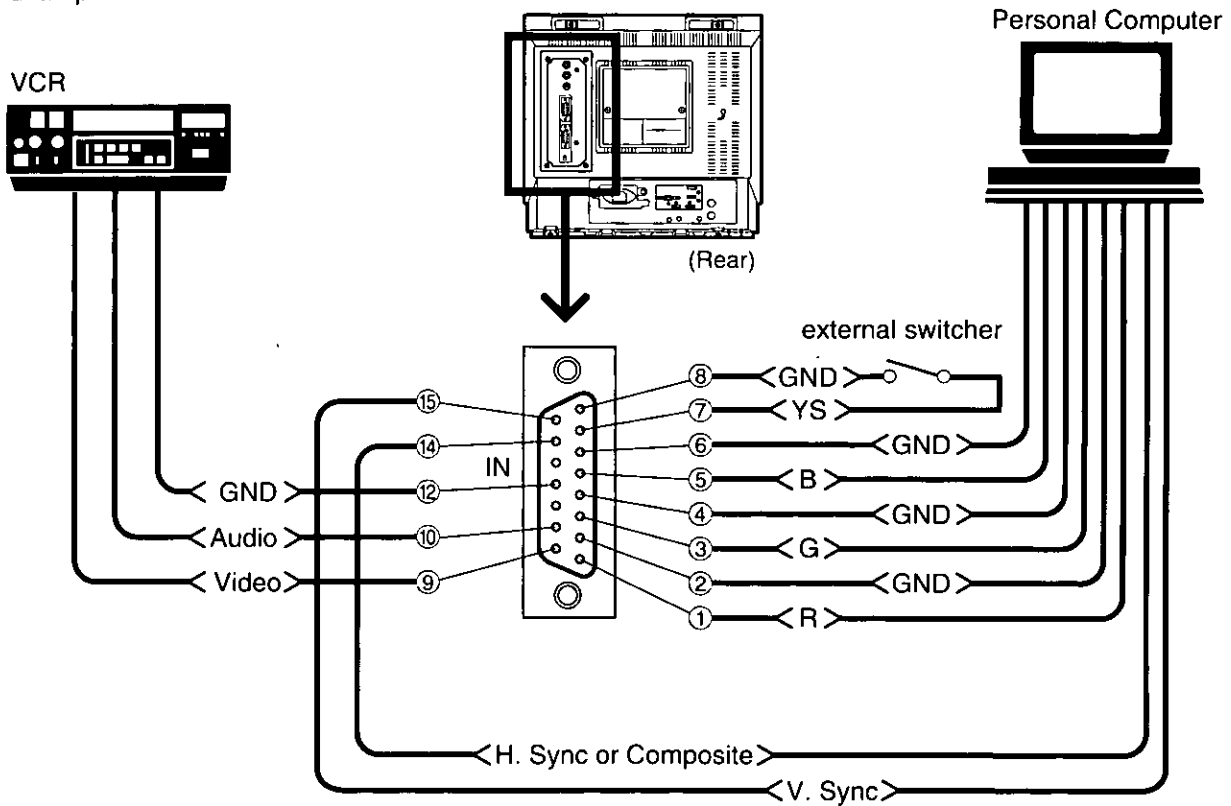 Personal Computer
VCR
(Rear)
external switcher
⑧ GND
⑮ ⑦ YS
⑭ ⑥ GND
IN
⑤ B
GND ⑫
④ GND
Audio ⑩
③ G
Video ⑨
② GND
① R
H. Sync or Composite
V. Sync